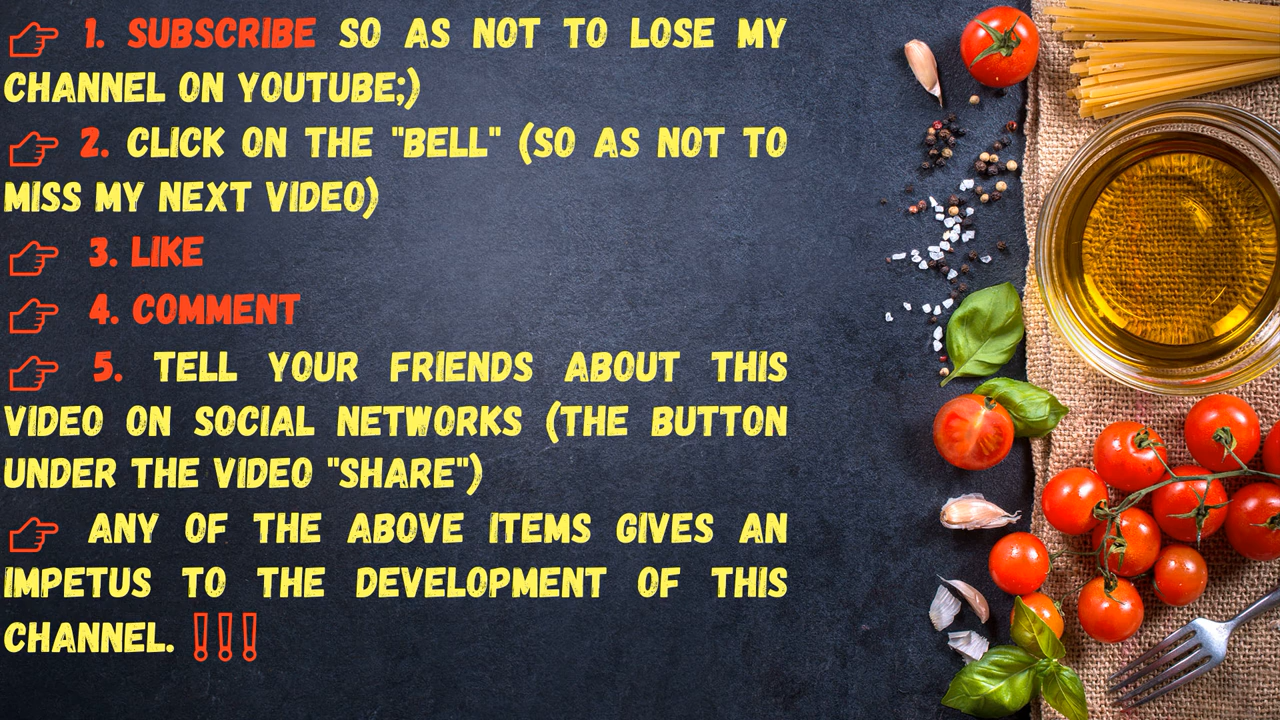 👉 1. SUBSCRIBE SO AS NOT TO LOSE MY
CHANNEL ON YOUTUBE;)
👉 2. CLICK ON THE "BELL" (SO AS NOT TO
MISS MY NEXT VIDEO)
👉 3. LIKE
👉 4. COMMENT
👉 5. TELL YOUR FRIENDS ABOUT THIS
VIDEO ON SOCIAL NETWORKS (THE BUTTON
UNDER THE VIDEO "SHARE")
👉 ANY OF THE ABOVE ITEMS GIVES AN
IMPETUS TO THE DEVELOPMENT OF THIS
CHANNEL. ❗❗❗